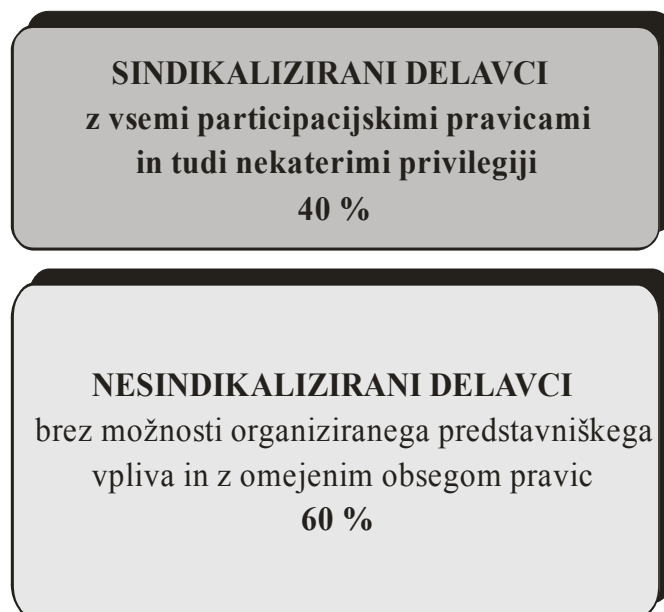 SINDIKALIZIRANI DELAVCI
z vsemi participacijskimi pravicami
in tudi nekaterimi privilegiji
40 %
NESINDIKALIZIRANI DELAVCI
brez možnosti organiziranega predstavniškega
vpliva in z omejenim obsegom pravic
60 %